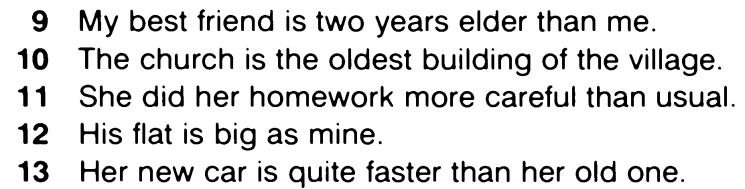 9 My best friend is two years elder than me.
10 The church is the oldest building of the village.
11 She did her homework more careful than usual.
12 His flat is big as mine.
13 Her new car is quite faster than her old one.